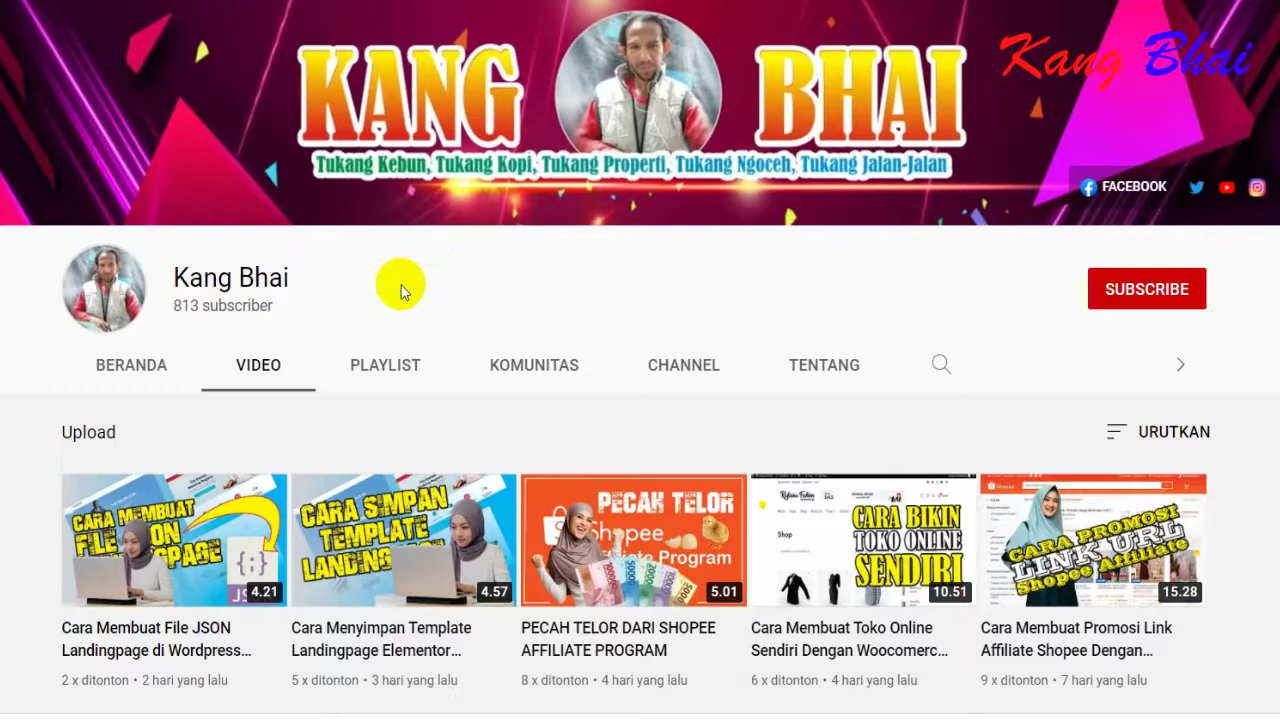 KANG BHAI
Kang Bhai
Tukang Kebun, Tukang Kopi, Tukang Properti, Tukang Ngoceh, Tukang Jalan-Jalan
FACEBOOK
Kang Bhai
813 subscriber
SUBSCRIBE
BERANDA
VIDEO
PLAYLIST
KOMUNITAS
CHANNEL
TENTANG
Upload
URUTKAN
CARA MEMBUAT
FILE
ON
PAGE
4.21
CARA SIMPAN
TEMPLATE
LANDING
4.57
PECAH TELOR
Shopee
Affiliate Program
5.01
Shop
CARA BIKIN
TOKO ONLINE
SENDIRI
10.51
CARA PROMOSI
LINK URL
Shopee Affiliate
15.28
Cara Membuat File JSON
Landingpage di Wordpress...
2 x ditonton • 2 hari yang lalu
Cara Menyimpan Template
Landingpage Elementor...
5 x ditonton • 3 hari yang lalu
PECAH TELOR DARI SHOPEE
AFFILIATE PROGRAM
8 x ditonton • 4 hari yang lalu
Cara Membuat Toko Online
Sendiri Dengan Woocomerc...
6 x ditonton • 4 hari yang lalu
Cara Membuat Promosi Link
Affiliate Shopee Dengan...
9 x ditonton • 7 hari yang lalu